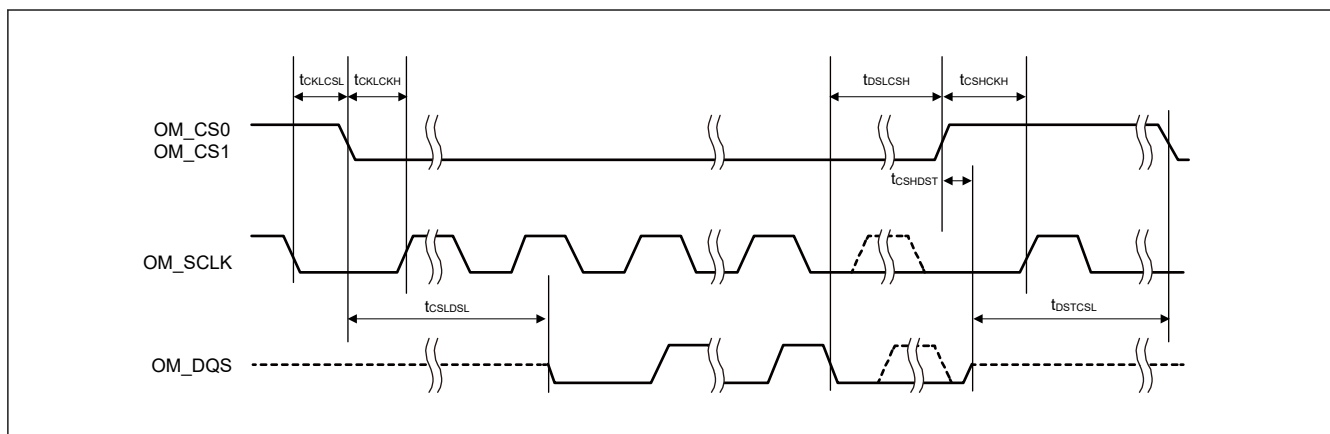 tCKLCSL tCKLCKH tDSLCSH tCSHCKH
OM_CS0
OM_CS1
tCSHDST
OM_SCLK
tCSLDSL tDSTCSL
OM_DQS